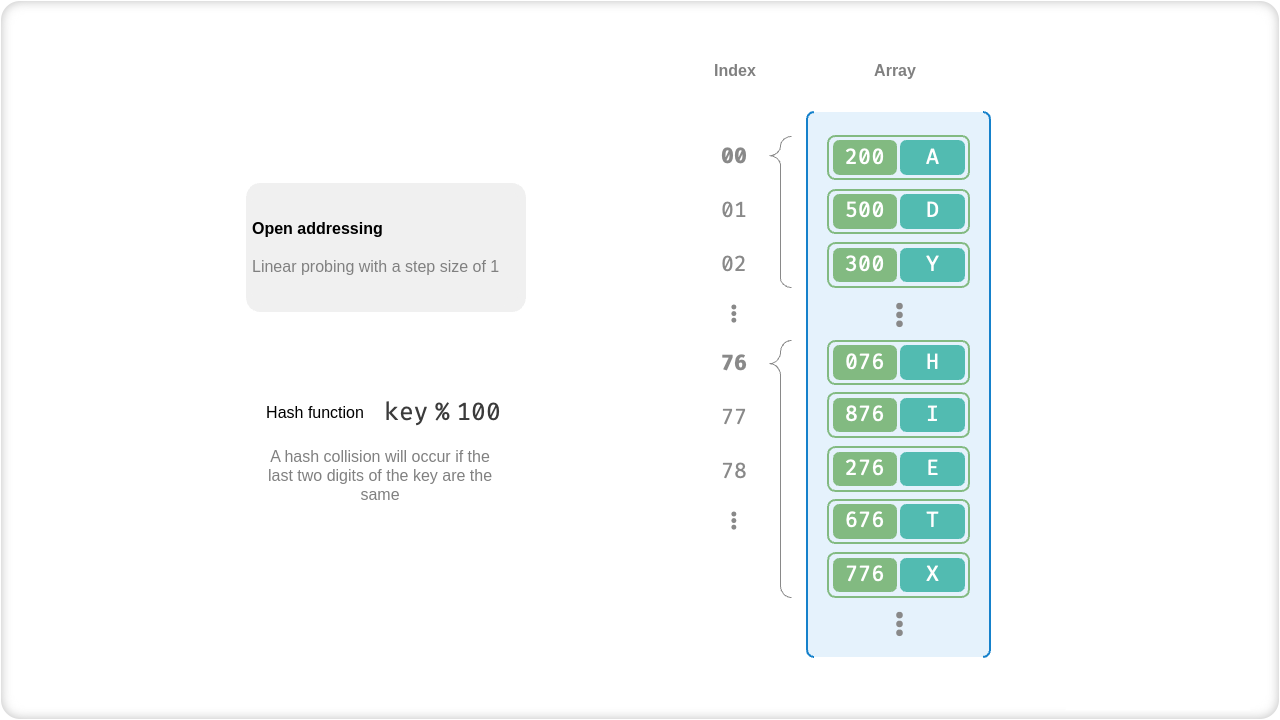 Index Array
00 200 A
Open addressing
01 500 D
Linear probing with a step size of 1
02 300 Y
76 076 H
Hash function key % 100
77 876 I
A hash collision will occur if the
last two digits of the key are the
same
78 276 E
676 T
776 X